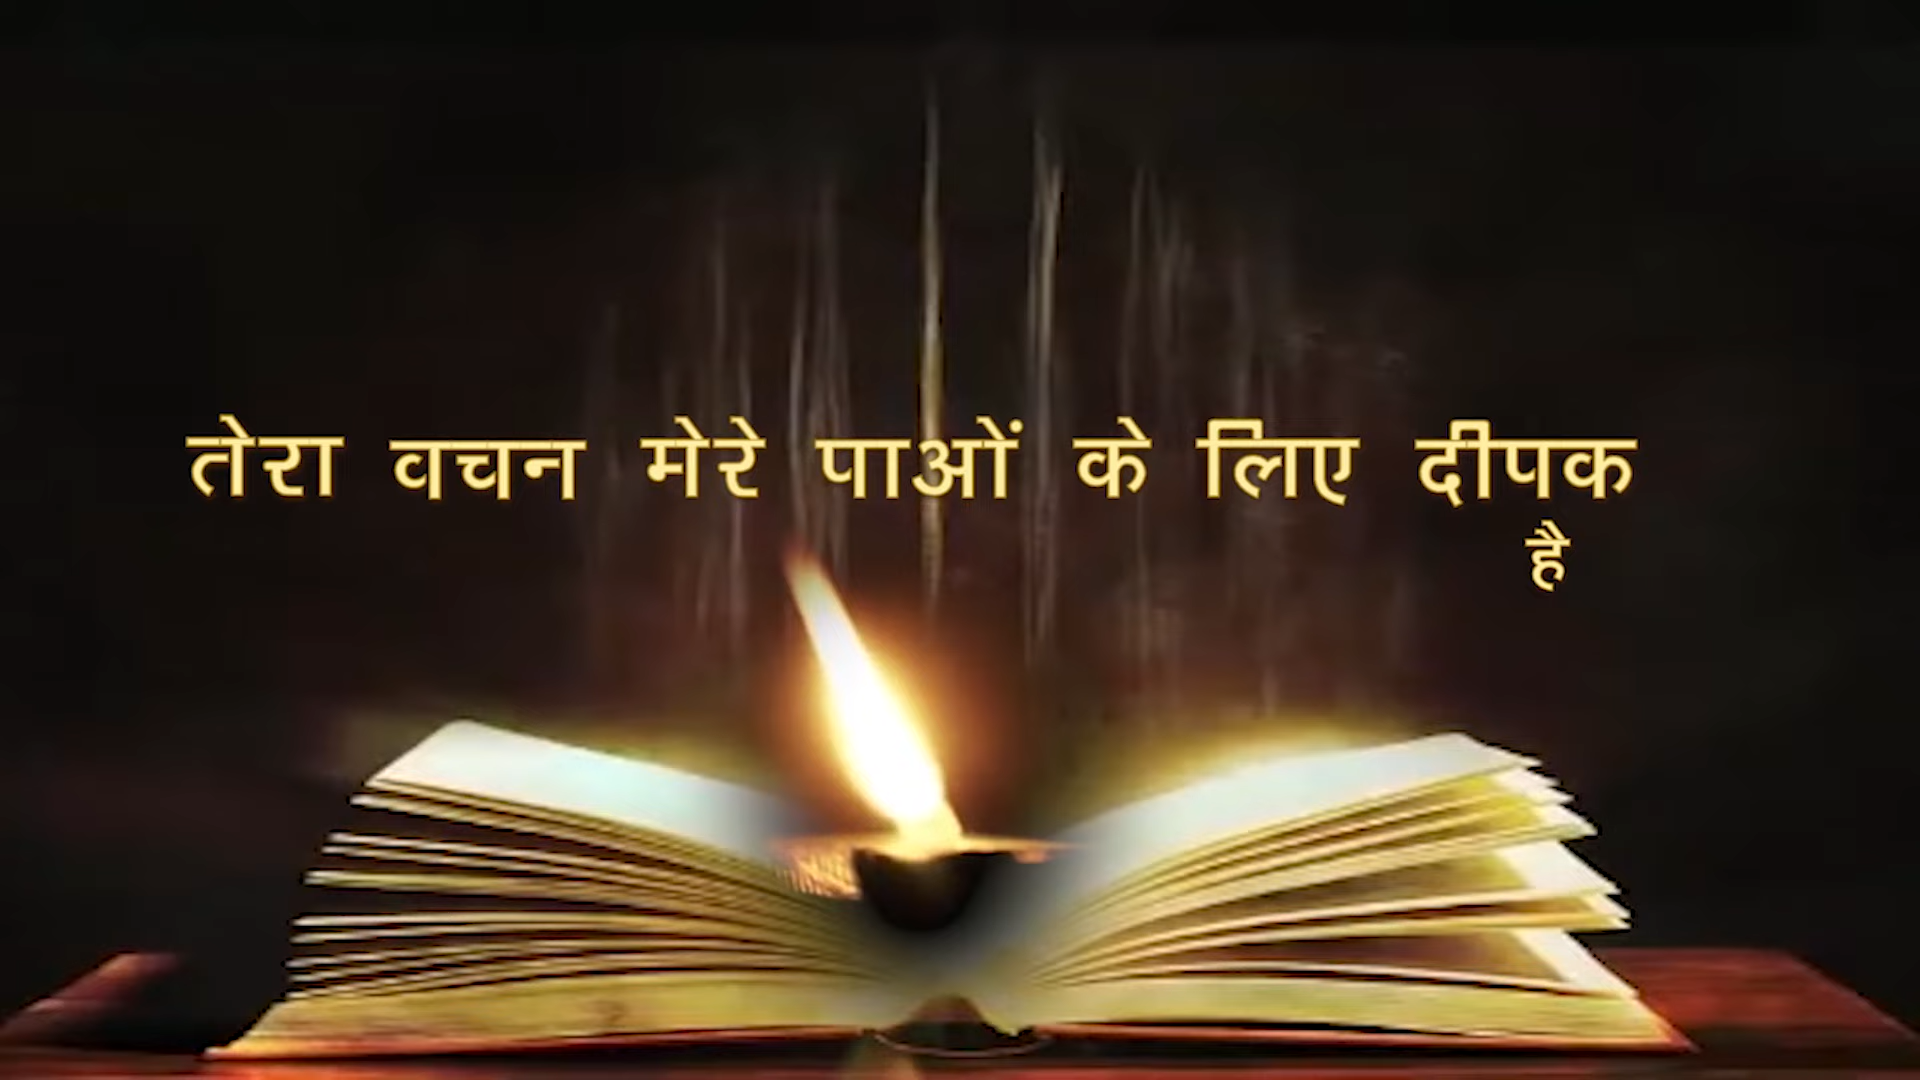 तेरा वचन मेरे पाओं के लिए दीपक
है